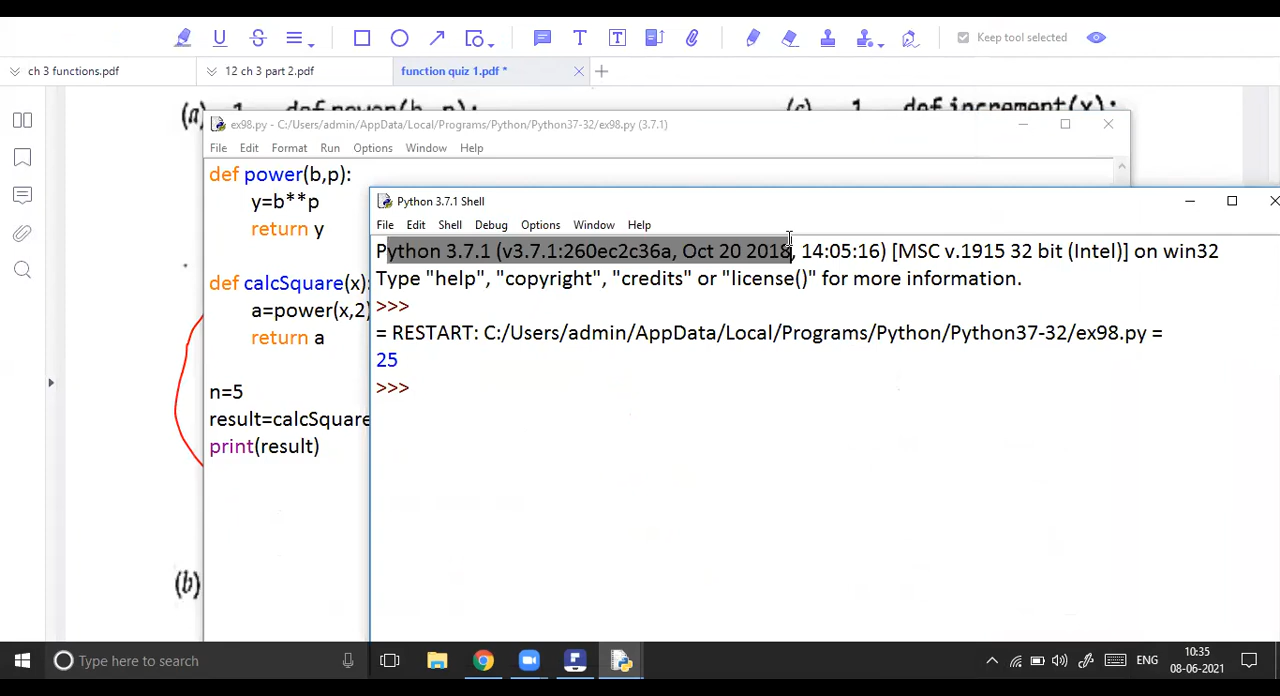 Keep tool selected
ch 3 functions.pdf
12 ch 3 part 2.pdf
function quiz 1.pdf *
(a) 1 def power(b, p):
(c) 1 def increment(y):
ex98.py - C:/Users/admin/AppData/Local/Programs/Python/Python37-32/ex98.py (3.7.1)
File Edit Format Run Options Window Help
def power(b,p):
y=b**p
return y
def calcSquare(x):
a=power(x,2)
return a
n=5
result=calcSquare
print(result)
Python 3.7.1 Shell
File Edit Shell Debug Options Window Help
Python 3.7.1 (v3.7.1:260ec2c36a, Oct 20 2018, 14:05:16) [MSC v.1915 32 bit (Intel)] on win32
Type "help", "copyright", "credits" or "license()" for more information.
>>>
= RESTART: C:/Users/admin/AppData/Local/Programs/Python/Python37-32/ex98.py =
25
>>>
(b)
Type here to search
ENG
10:35
08-06-2021